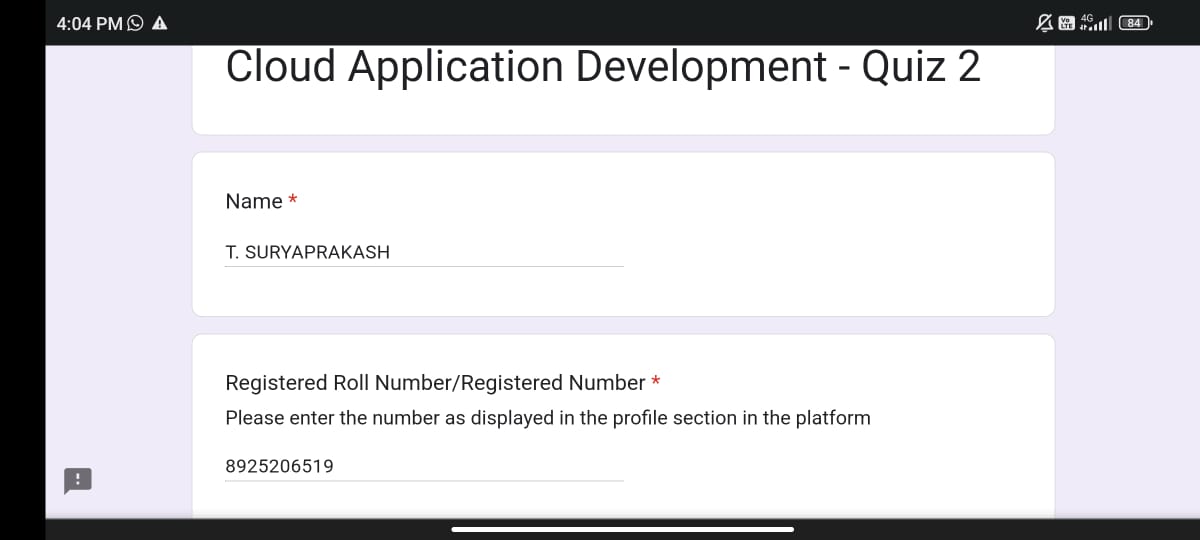 4:04 PM
Vo LTE 4G 84
Cloud Application Development - Quiz 2
Name *
T. SURYAPRAKASH
Registered Roll Number/Registered Number *
Please enter the number as displayed in the profile section in the platform
8925206519